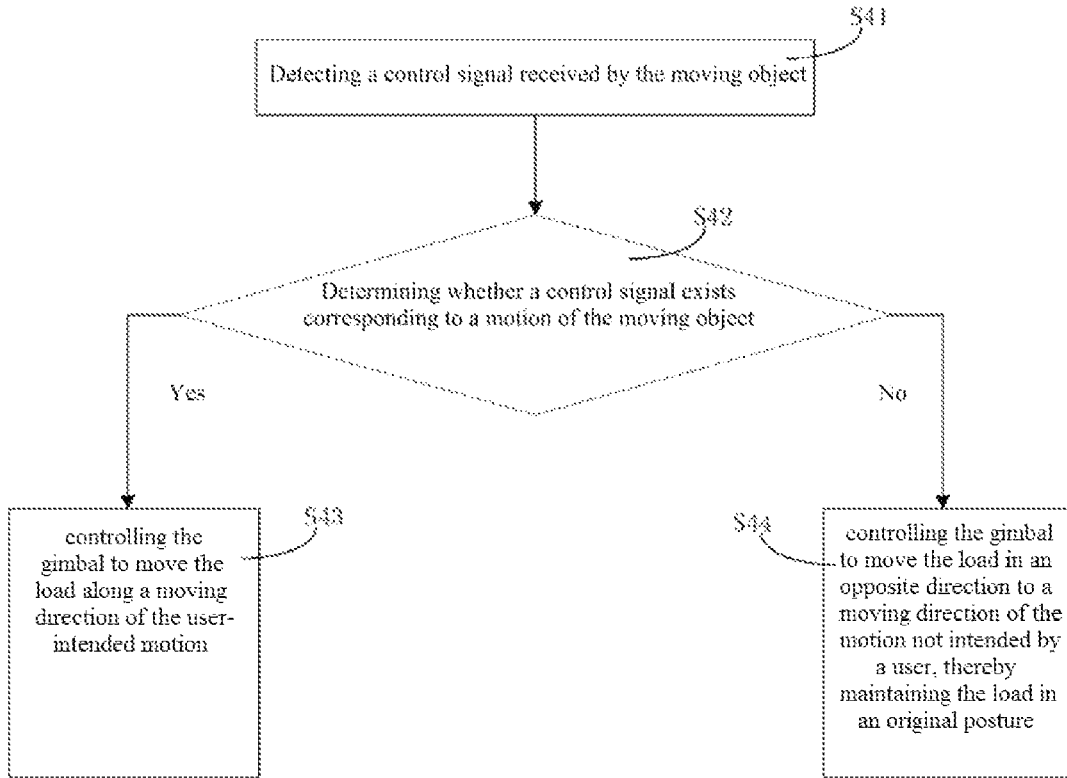 S41
Detecting a control signal received by the moving object
S42
Determining whether a control signal exists
corresponding to a motion of the moving object
Yes
No
S43
controlling the
gimbal to move the
load along a moving
direction of the user-
intended motion
S44
controlling the gimbal
to move the load in an
opposite direction to a
moving direction of the
motion not intended by
a user, thereby
maintaining the load in
an original posture